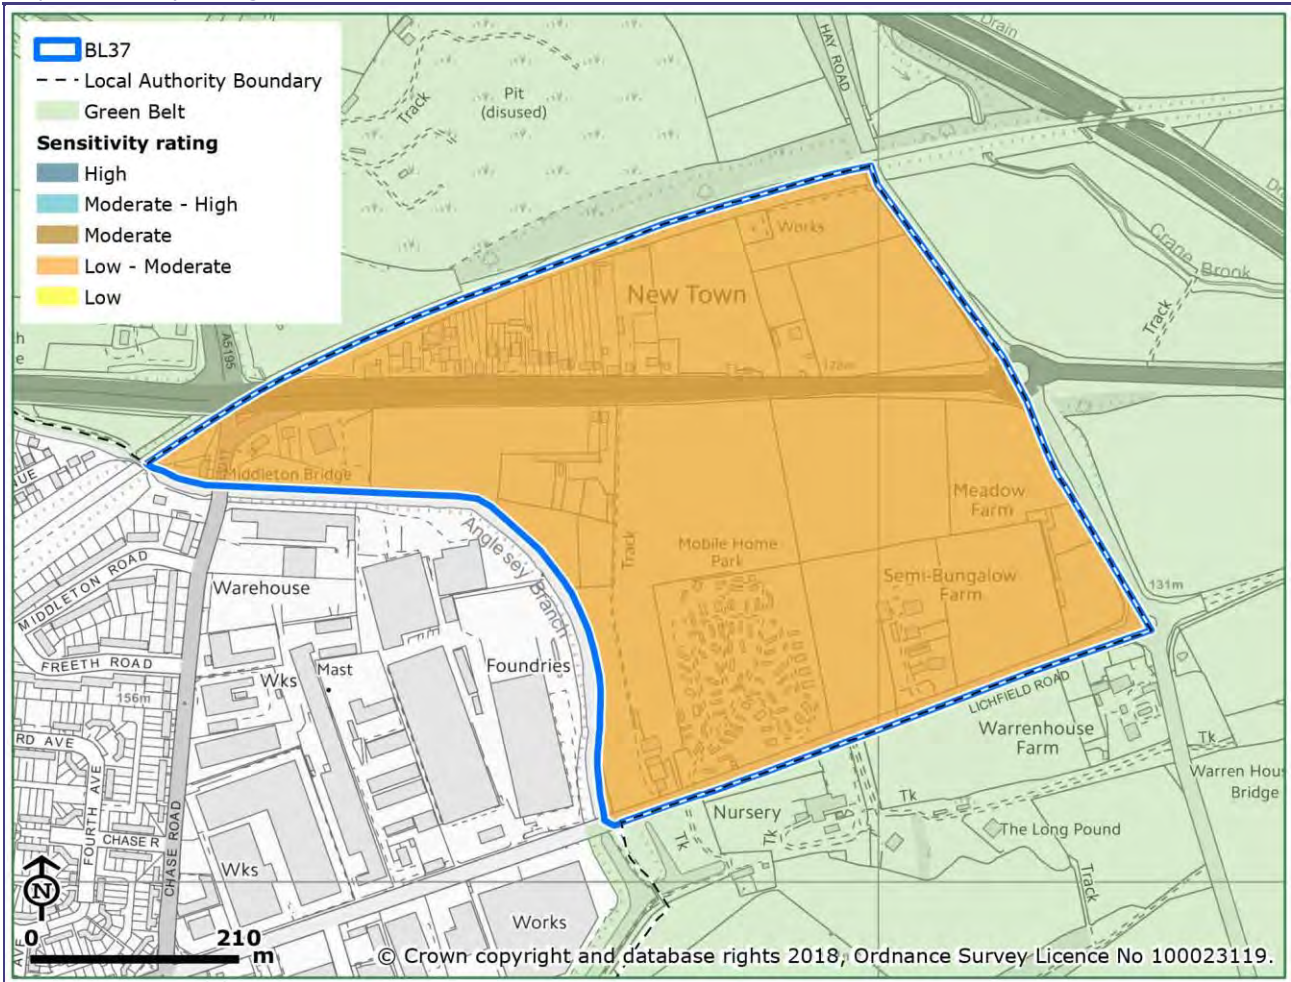 BL37
Local Authority Boundary
Green Belt
Sensitivity rating
High
Moderate
Moderate - High
Low - Moderate
Low
Drain
HAY ROAD
Pit
(disused)
Track
Works
New Town
Crane Brook
Track
A5195
Middleton Bridge
Meadow
Farm
Track
Mobile Home
Park
Semi-Bungalow
Farm
131m
Anglesey Branch
Warehouse
MIDDLETON ROAD
FREETH ROAD
Wks
Mast
Foundries
156m
LICHFIELD ROAD
Warrenhouse
Farm
Tk
RD AVE
FOURTH AVE
CHASE ROAD
CHASE R
Warren Hous
Bridge
Nursery
Tk
Tk
Tk
The Long Pound
Track
Wks
Works
N
0
210
m
AVE
© Crown copyright and database rights 2018, Ordnance Survey Licence No 100023119.